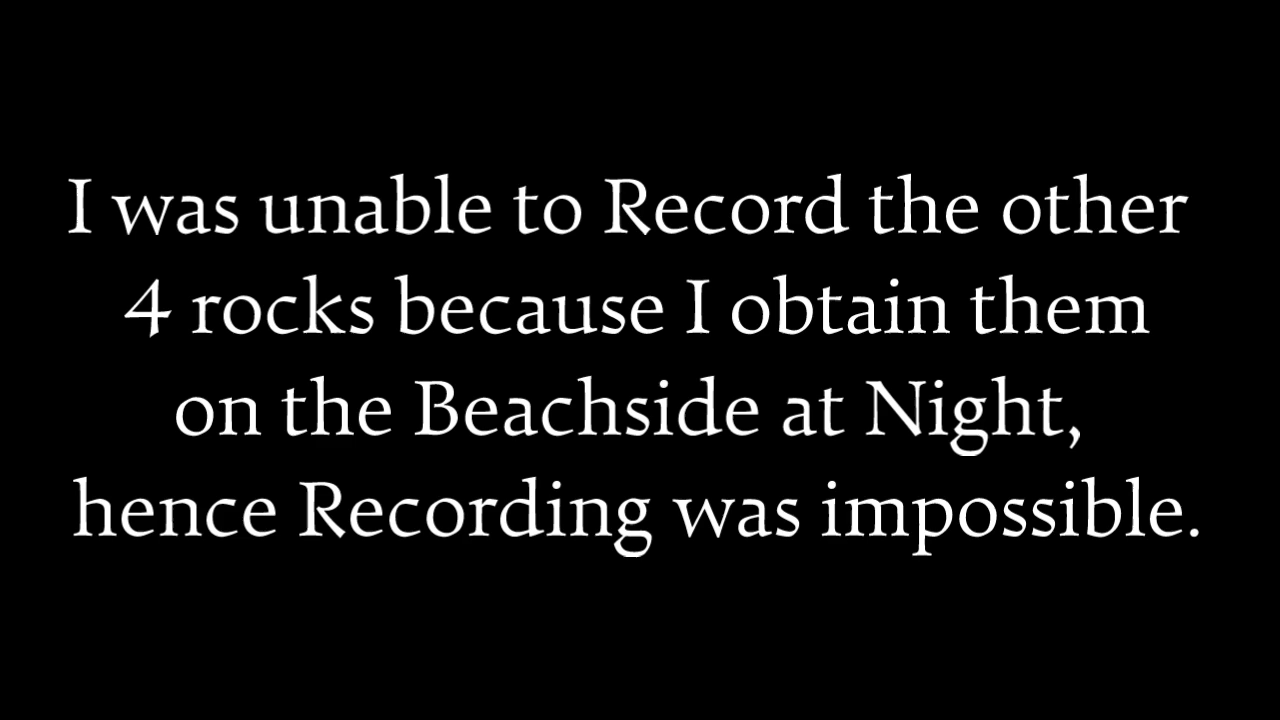 I was unable to Record the other
4 rocks because I obtain them
on the Beachside at Night,
hence Recording was impossible.